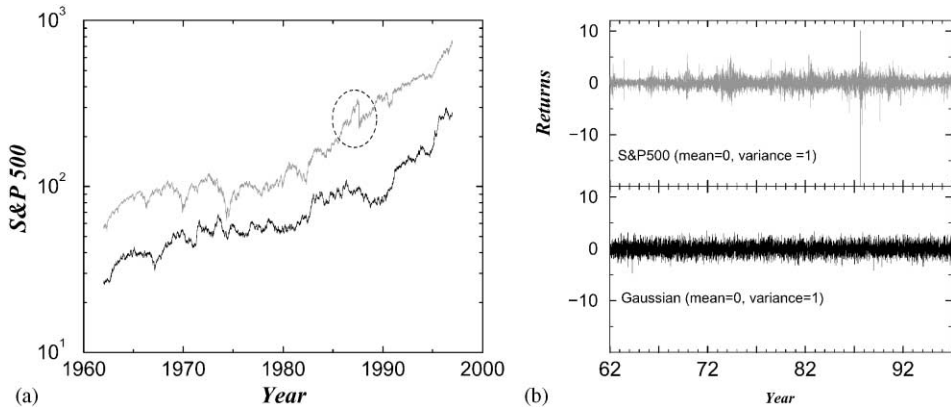 10³
10²
10¹
S&P 500
1960
1970
1980
1990
2000
Year
(a)
10
0
−10
Returns
S&P500 (mean=0, variance =1)
10
0
−10
Gaussian (mean=0, variance=1)
62
72
82
92
Year
(b)